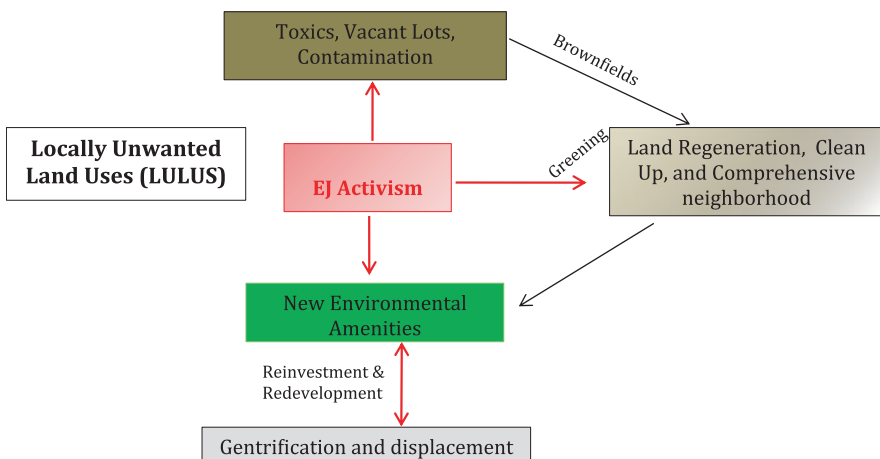 Toxics, Vacant Lots,
Contamination
Brownfields
Locally Unwanted
Land Uses (LULUS)
EJ Activism
Greening
Land Regeneration, Clean
Up, and Comprehensive
neighborhood
New Environmental
Amenities
Reinvestment &
Redevelopment
Gentrification and displacement